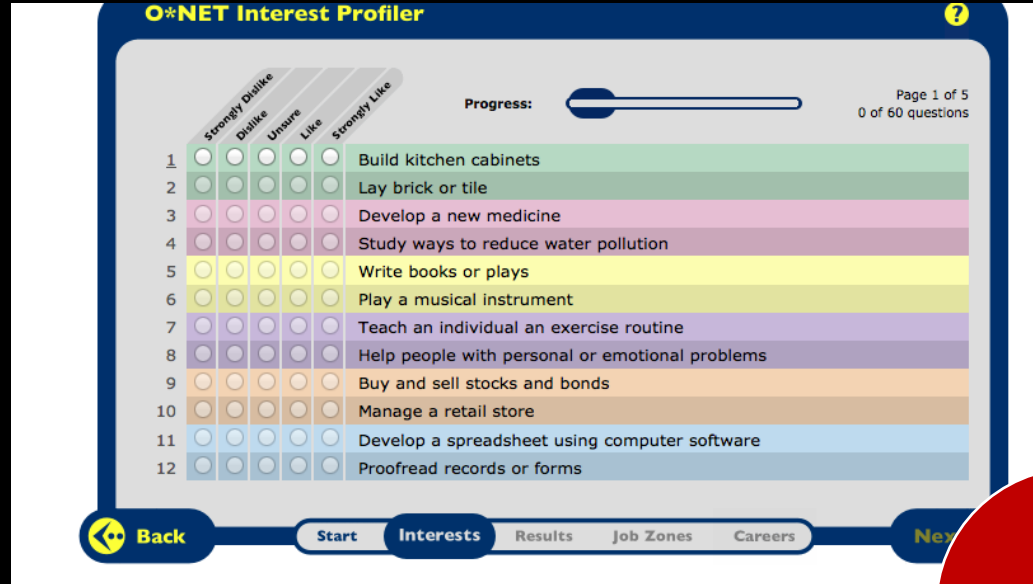 O*NET Interest Profiler
?
Strongly Dislike
Dislike
Unsure
Like
Strongly Like
Progress:
Page 1 of 5
0 of 60 questions
1 Build kitchen cabinets
2 Lay brick or tile
3 Develop a new medicine
4 Study ways to reduce water pollution
5 Write books or plays
6 Play a musical instrument
7 Teach an individual an exercise routine
8 Help people with personal or emotional problems
9 Buy and sell stocks and bonds
10 Manage a retail store
11 Develop a spreadsheet using computer software
12 Proofread records or forms
Back Start Interests Results Job Zones Careers